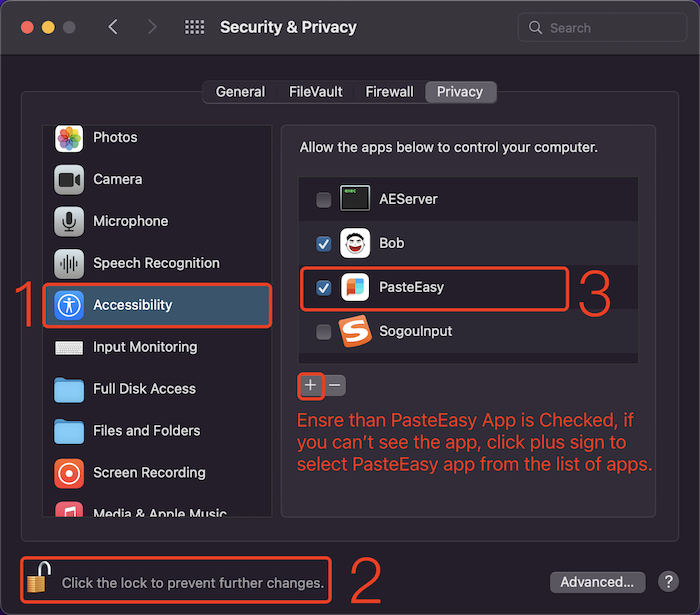 Security & Privacy
Search
General FileVault Firewall Privacy
Photos
Camera
Microphone
Speech Recognition
1
Accessibility
Input Monitoring
Full Disk Access
Files and Folders
Screen Recording
Media & Apple Music
Allow the apps below to control your computer.
AEServer
Bob
PasteEasy
3
SogouInput
+ −
Ensre than PasteEasy App is Checked, if
you can't see the app, click plus sign to
select PasteEasy app from the list of apps.
Click the lock to prevent further changes.
2
Advanced...
?